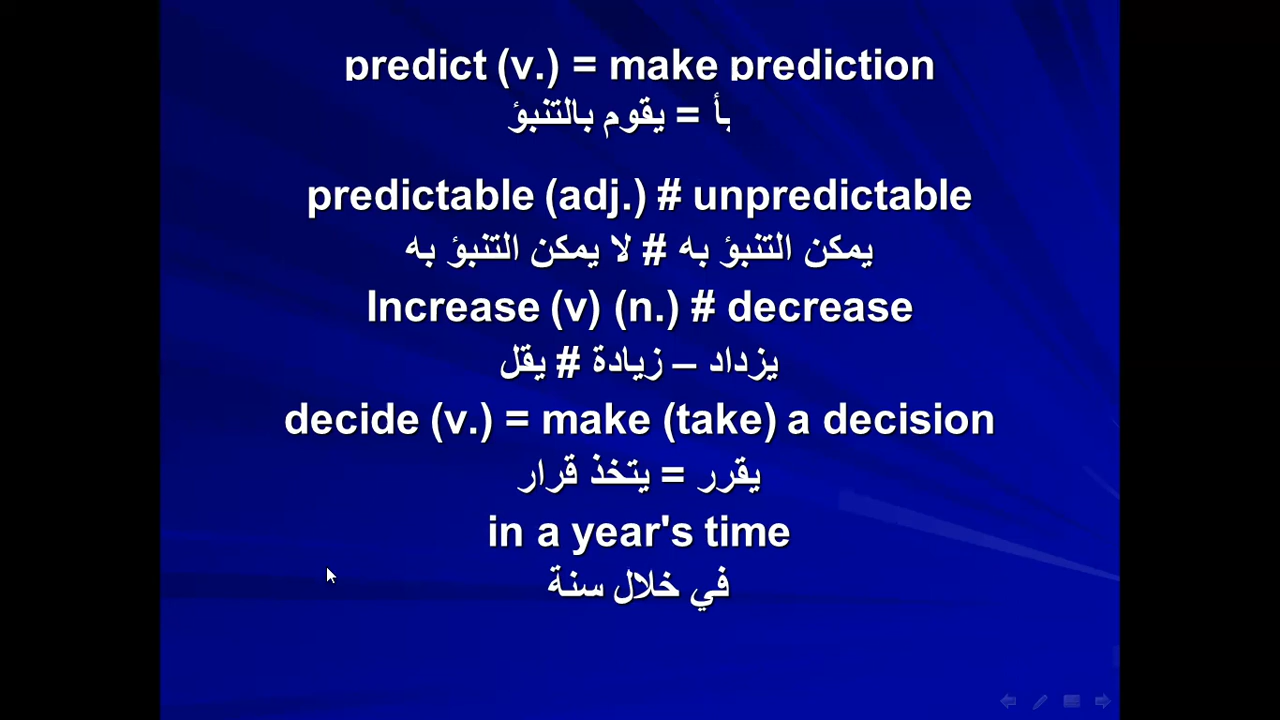 predict (v.) = make prediction
= يقوم بالتنبؤ
predictable (adj.) # unpredictable
يمكن التنبؤ به # لا يمكن التنبؤ به
Increase (v) (n.) # decrease
يزداد – زيادة # يقل
decide (v.) = make (take) a decision
يقرر = يتخذ قرار
in a year's time
في خلال سنة